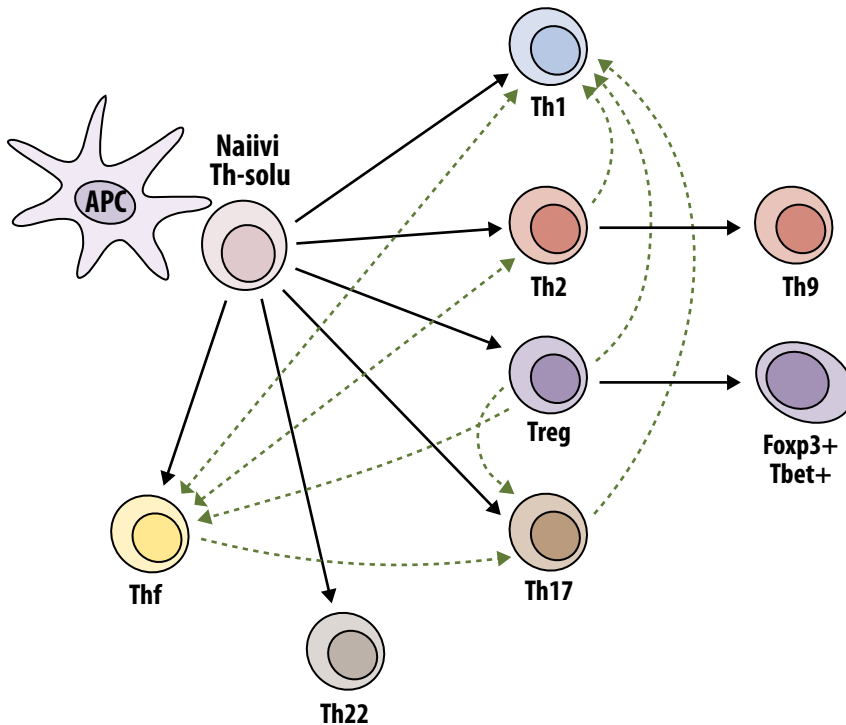 Th1
Naiivi
Th-solu
APC
Th2
Th9
Treg
Foxp3+
Tbet+
Thf
Th17
Th22